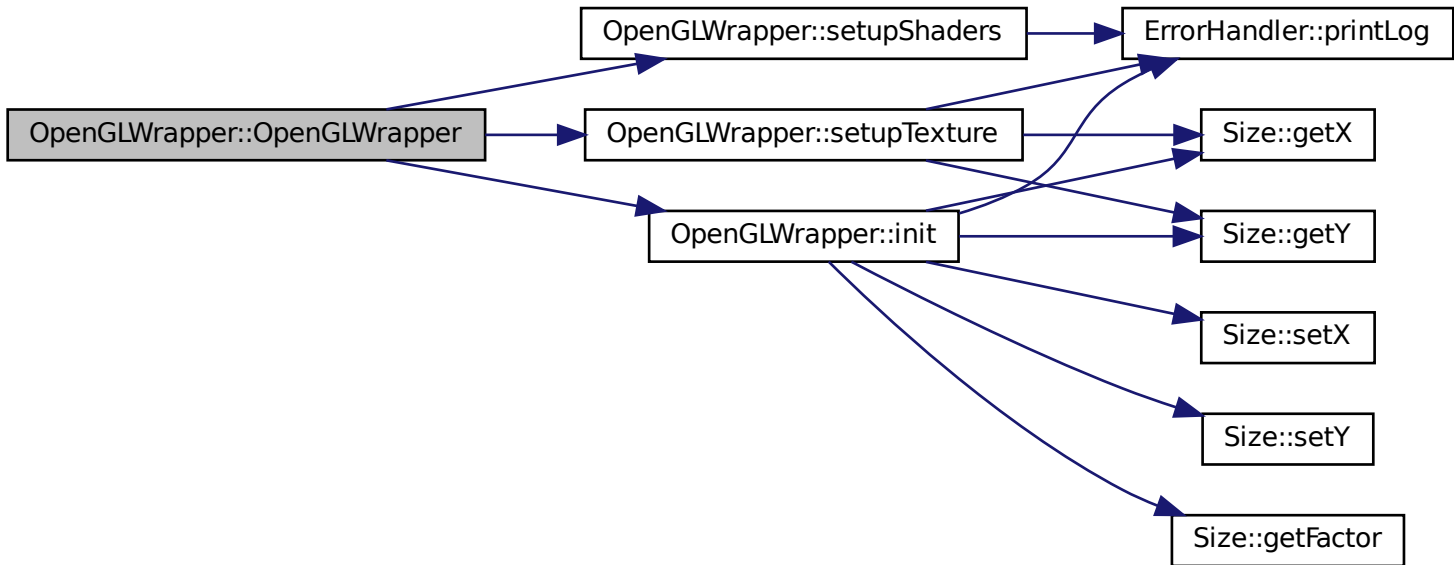 OpenGLWrapper::setupShaders
ErrorHandler::printLog
OpenGLWrapper::OpenGLWrapper
OpenGLWrapper::setupTexture
Size::getX
OpenGLWrapper::init
Size::getY
Size::setX
Size::setY
Size::getFactor